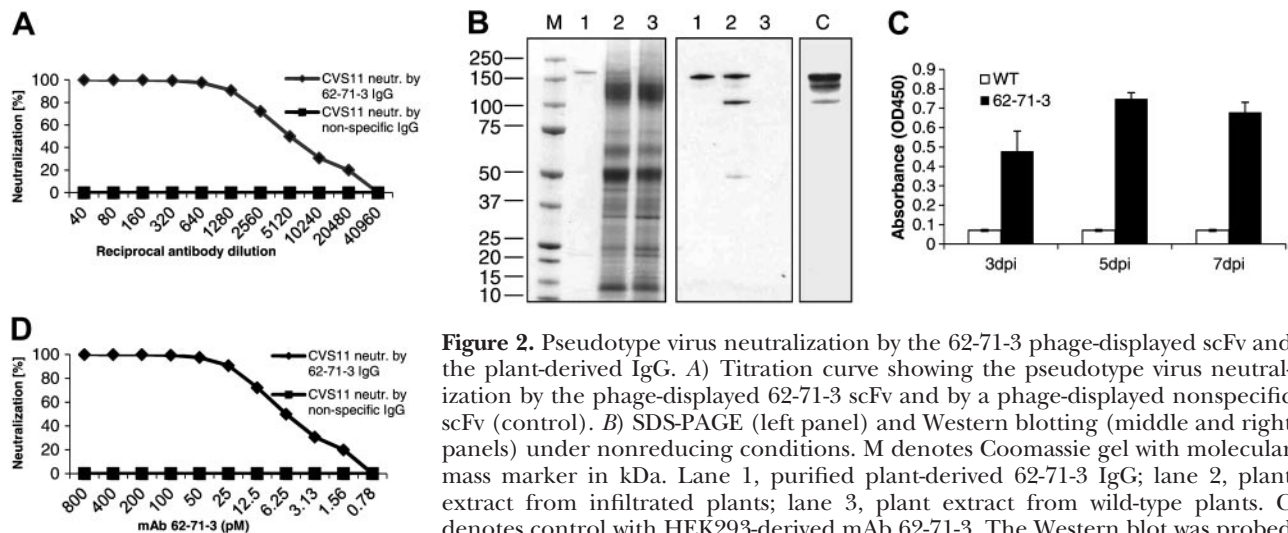 A
100
80
60
40
20
0
Neutralization [%]
CVS11 neutr. by
62-71-3 IgG
CVS11 neutr. by
non-specific IgG
40
80
160
320
640
1280
2560
5120
10240
20480
40960
Reciprocal antibody dilution
B
M 1 2 3 1 2 3 C
250
150
100
75
50
37
25
20
15
10
C
Absorbance (OD450)
0.9
0.8
0.7
0.6
0.5
0.4
0.3
0.2
0.1
0
WT
62-71-3
3dpi 5dpi 7dpi
D
100
80
60
40
20
0
Neutralization [%]
CVS11 neutr. by
62-71-3 IgG
CVS11 neutr. by
non-specific IgG
800
400
200
100
50
25
12.5
6.25
3.13
1.56
0.78
mAb 62-71-3 (pM)
Figure 2. Pseudotype virus neutralization by the 62-71-3 phage-displayed scFv and
the plant-derived IgG. A) Titration curve showing the pseudotype virus neutral-
ization by the phage-displayed 62-71-3 scFv and by a phage-displayed nonspecific
scFv (control). B) SDS-PAGE (left panel) and Western blotting (middle and right
panels) under nonreducing conditions. M denotes Coomassie gel with molecular
mass marker in kDa. Lane 1, purified plant-derived 62-71-3 IgG; lane 2, plant
extract from infiltrated plants; lane 3, plant extract from wild-type plants. C
denotes control with HEK293-derived mAb 62-71-3. The Western blot was probed